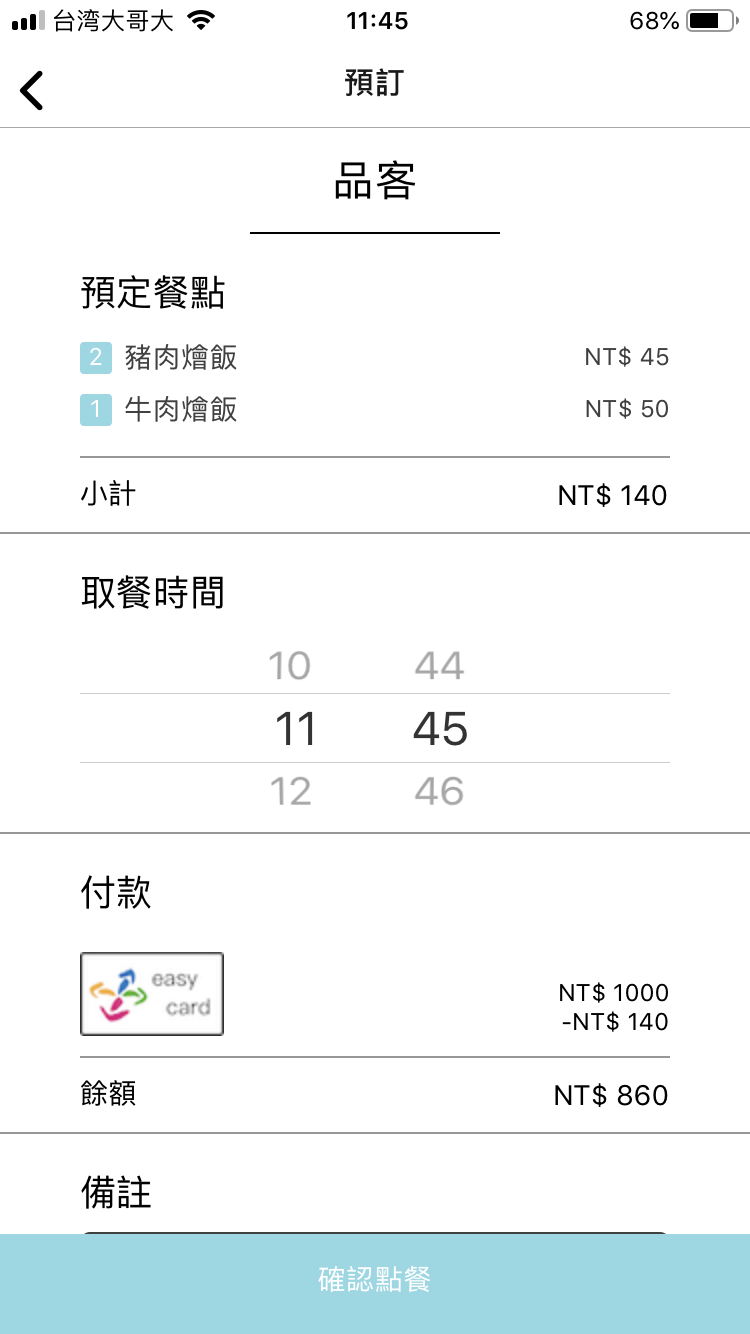 台湾大哥大 11:45 68%
預訂
品客
預定餐點
2 豬肉燴飯 NT$ 45
1 牛肉燴飯 NT$ 50
小計 NT$ 140
取餐時間
10 44
11 45
12 46
付款
easy
card
NT$ 1000
-NT$ 140
餘額 NT$ 860
備註
確認點餐